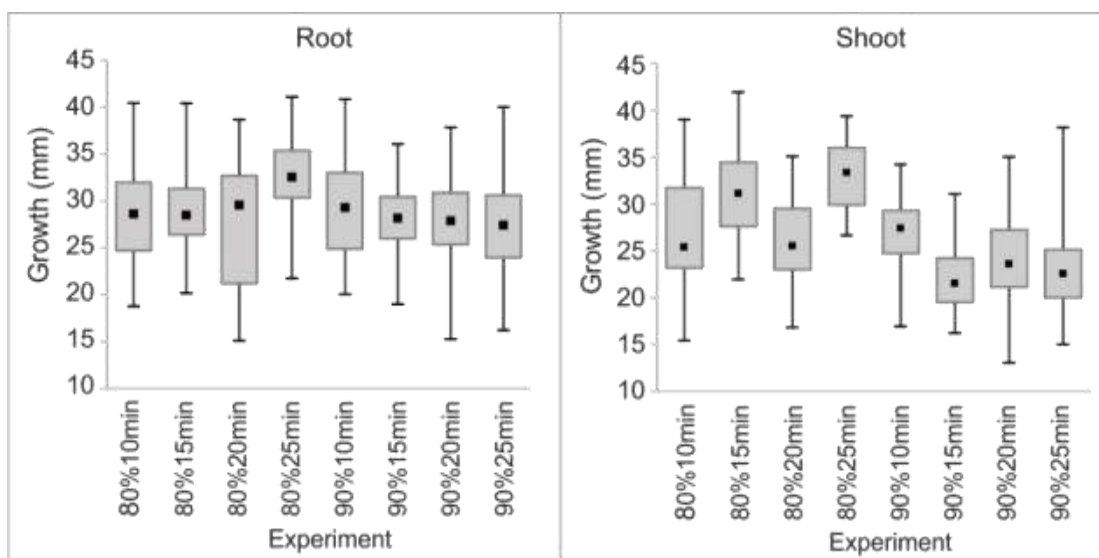 Root
45
40
35
30
25
20
15
10
Growth (mm)
80%10min
80%15min
80%20min
80%25min
90%10min
90%15min
90%20min
90%25min
Experiment
Shoot
45
40
35
30
25
20
15
10
Growth (mm)
80%10min
80%15min
80%20min
80%25min
90%10min
90%15min
90%20min
90%25min
Experiment